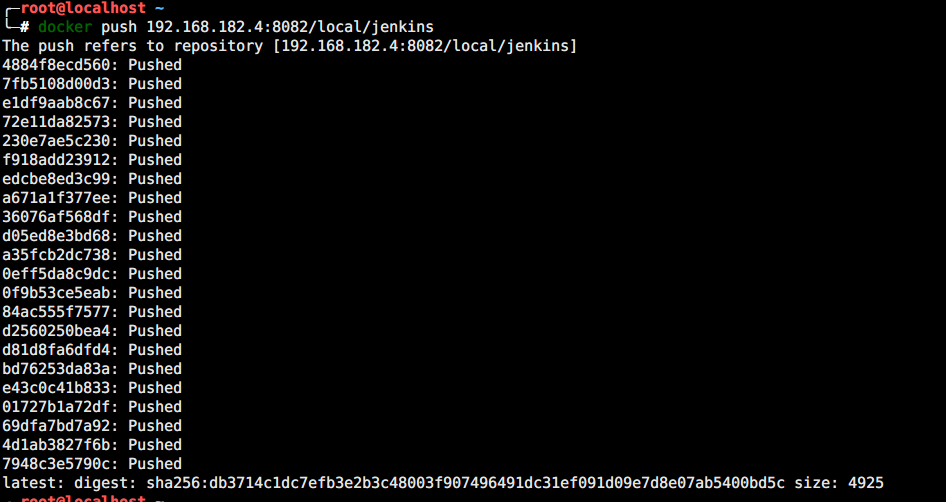 root@localhost ~
# docker push 192.168.182.4:8082/local/jenkins
The push refers to repository [192.168.182.4:8082/local/jenkins]
4884f8ecd560: Pushed
7fb5108d00d3: Pushed
e1df9aab8c67: Pushed
72e11da82573: Pushed
230e7ae5c230: Pushed
f918add23912: Pushed
edcbe8ed3c99: Pushed
a671a1f377ee: Pushed
36076af568df: Pushed
d05ed8e3bd68: Pushed
a35fcb2dc738: Pushed
0eff5da8c9dc: Pushed
0f9b53ce5eab: Pushed
84ac555f7577: Pushed
d2560250bea4: Pushed
d81d8fa6dfd4: Pushed
bd76253da83a: Pushed
e43c0c41b833: Pushed
01727b1a72df: Pushed
69dfa7bd7a92: Pushed
4d1ab3827f6b: Pushed
7948c3e5790c: Pushed
latest: digest: sha256:db3714c1dc7efb3e2b3c48003f907496491dc31ef091d09e7d8e07ab5400bd5c size: 4925
root@localhost ~